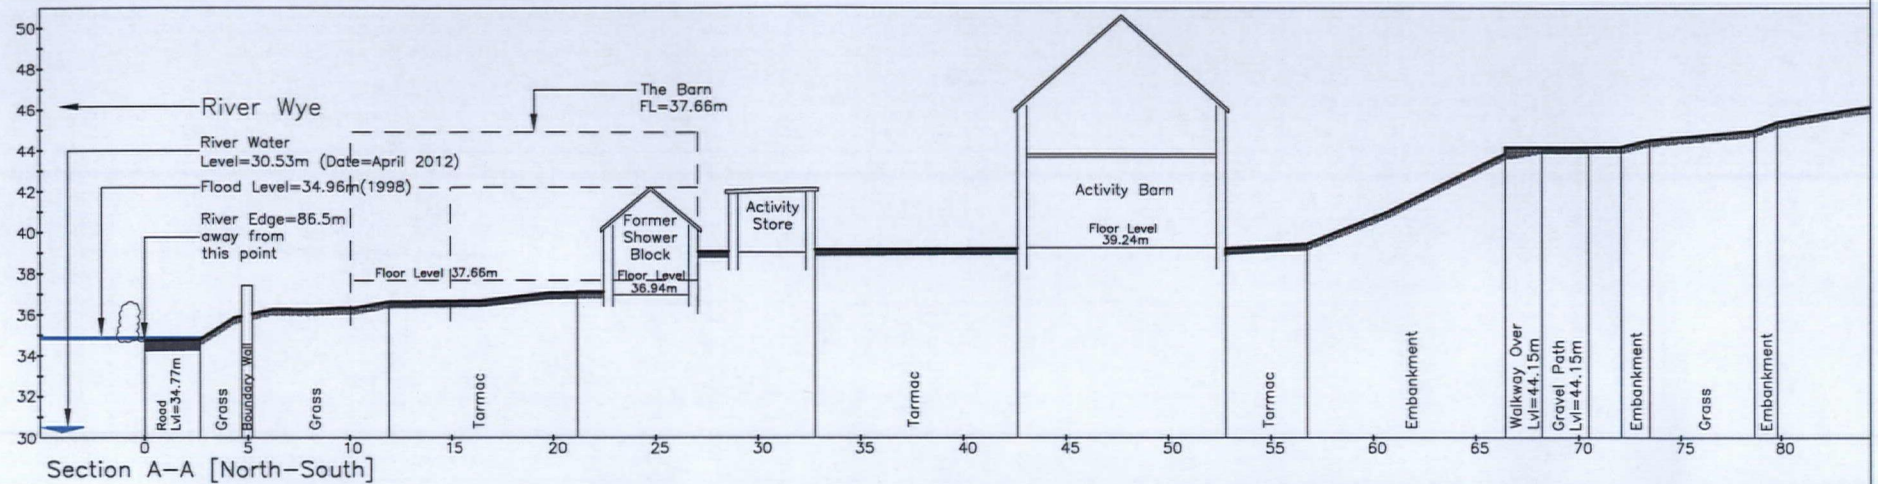 50
48
46
44
42
40
38
36
34
32
30
River Wye
River Water
Level=30.53m (Date=April 2012)
Flood Level=34.96m(1998)
River Edge=86.5m
away from
this point
The Barn
FL=37.66m
Floor Level 37.66m
Former
Shower
Block
Floor Level
36.94m
Activity
Store
Activity Barn
Floor Level
39.24m
Road
Lvl=34.77m
Grass
Boundary Wall
Grass
Tarmac
Tarmac
Tarmac
Embankment
Walkway Over
Lvl=44.15m
Gravel Path
Lvl=44.15m
Embankment
Grass
Embankment
0
5
10
15
20
25
30
35
40
45
50
55
60
65
70
75
80
Section A-A [North-South]